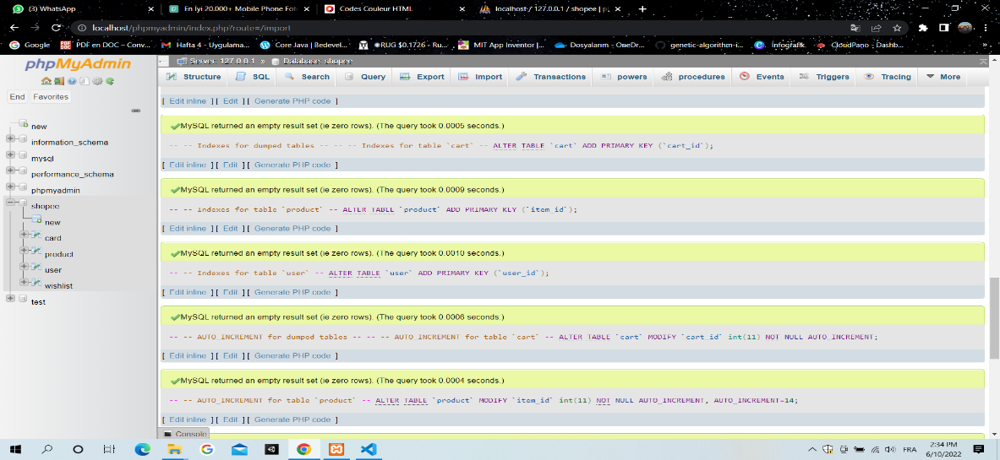 (3) WhatsApp
En İyi 20.000+ Mobile Phone Fot
Codes Couleur HTML
localhost / 127.0.0.1 / shopee | p
localhost/phpmyadmin/index.php?route=/import
Google
PDF en DOC – Conv...
Hafta 4 - Uygulama...
Core Java | Bedevel...
⊛RUG $0.1726 - Ru...
MIT App Inventor |...
Dosyalarım - OneDr...
genetic-algorithm-i...
İnfografik
CloudPano - Dashb...
»
phpMyAdmin
End
Favorites
new
information_schema
mysql
performance_schema
phpmyadmin
shopee
new
card
product
user
wishlist
test
Server: 127.0.0.1 » Database: shopee
Structure
SQL
Search
Query
Export
Import
Transactions
powers
procedures
Events
Triggers
Tracing
More
[ Edit inline ] [ Edit ] [ Generate PHP code ]
MySQL returned an empty result set (ie zero rows). (The query took 0.0005 seconds.)
-- -- Indexes for dumped tables -- -- -- Indexes for table `cart` -- ALTER TABLE `cart` ADD PRIMARY KEY (`cart_id`);
[ Edit inline ] [ Edit ] [ Generate PHP code ]
MySQL returned an empty result set (ie zero rows). (The query took 0.0009 seconds.)
-- -- Indexes for table `product` -- ALTER TABLE `product` ADD PRIMARY KEY (`item_id`);
[ Edit inline ] [ Edit ] [ Generate PHP code ]
MySQL returned an empty result set (ie zero rows). (The query took 0.0010 seconds.)
-- -- Indexes for table `user` -- ALTER TABLE `user` ADD PRIMARY KEY (`user_id`);
[ Edit inline ] [ Edit ] [ Generate PHP code ]
MySQL returned an empty result set (ie zero rows). (The query took 0.0006 seconds.)
-- -- AUTO_INCREMENT for dumped tables -- -- -- AUTO_INCREMENT for table `cart` -- ALTER TABLE `cart` MODIFY `cart_id` int(11) NOT NULL AUTO_INCREMENT;
[ Edit inline ] [ Edit ] [ Generate PHP code ]
MySQL returned an empty result set (ie zero rows). (The query took 0.0004 seconds.)
-- -- AUTO_INCREMENT for table `product` -- ALTER TABLE `product` MODIFY `item_id` int(11) NOT NULL AUTO_INCREMENT, AUTO_INCREMENT=14;
[ Edit inline ] [ Edit ] [ Generate PHP code ]
Console
FRA
2:34 PM
6/10/2022